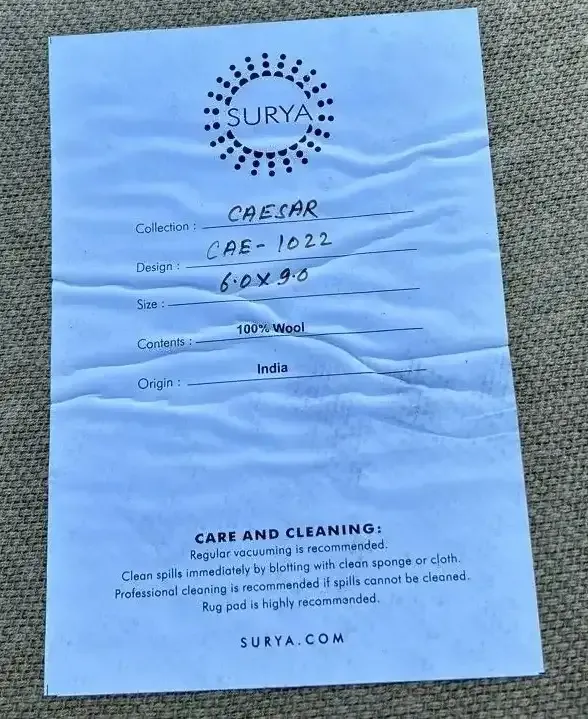 SURYA
Collection : CAESAR
Design : CAE-1022
Size : 6.0X9.0
Contents : 100% Wool
Origin : India
CARE AND CLEANING:
Regular vacuuming is recommended.
Clean spills immediately by blotting with clean sponge or cloth.
Professional cleaning is recommended if spills cannot be cleaned.
Rug pad is highly recommended.
SURYA.COM